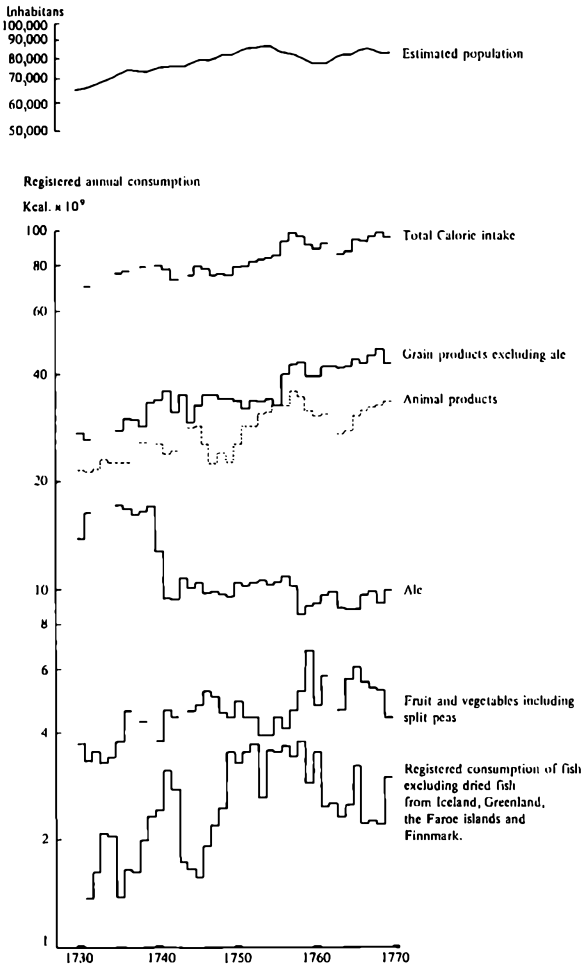 Inhabitans
100,000
90,000
80,000
70,000
60,000
50,000
Estimated population
Registered annual consumption
Kcal. x 10⁹
100
80
60
40
20
10
8
6
4
2
1
Total Caloric intake
Grain products excluding ale
Animal products
Ale
Fruit and vegetables including
split peas
Registered consumption of fish
excluding dried fish
from Iceland, Greenland,
the Faroe islands and
Finnmark.
1730 1740 1750 1760 1770